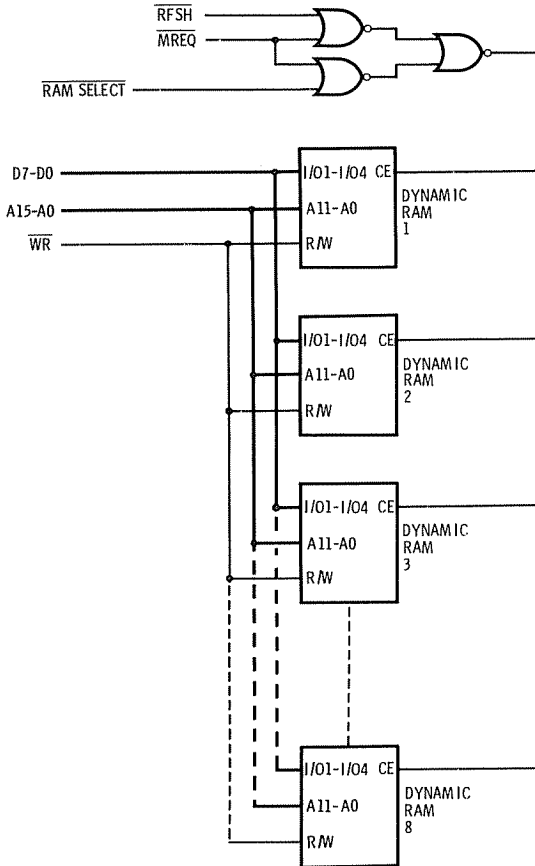 RFSH
MREQ
RAM SELECT
D7-D0
A15-A0
WR
I/O1-I/O4 CE
A11-A0
R/W
DYNAMIC
RAM
1
I/O1-I/O4 CE
A11-A0
R/W
DYNAMIC
RAM
2
I/O1-I/O4 CE
A11-A0
R/W
DYNAMIC
RAM
3
I/O1-I/O4 CE
A11-A0
R/W
DYNAMIC
RAM
8